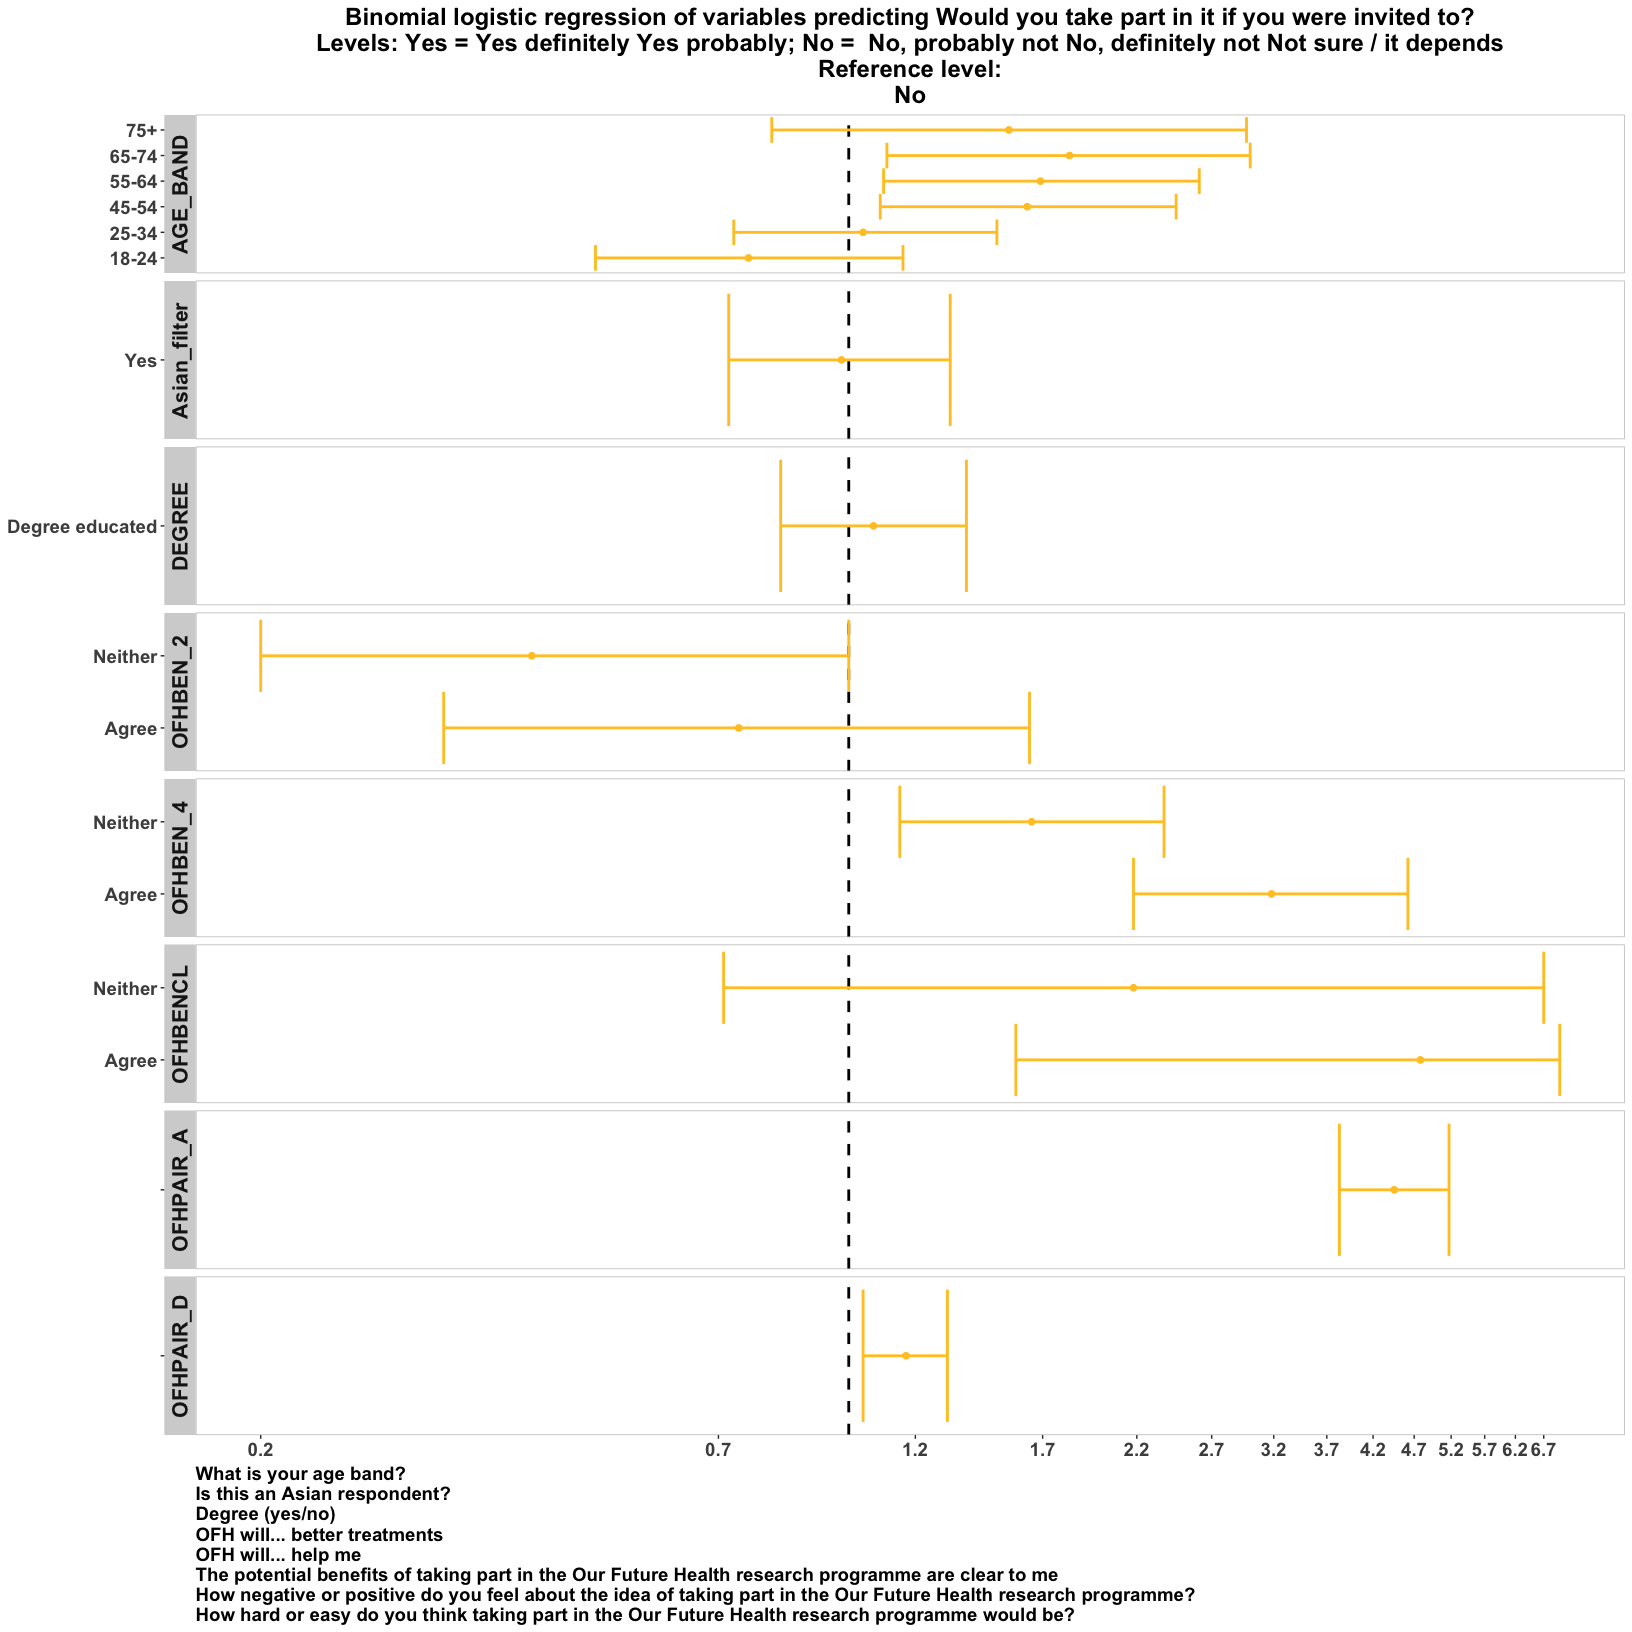 Binomial logistic regression of variables predicting Would you take part in it if you were invited to?
Levels: Yes = Yes definitely Yes probably; No =  No, probably not No, definitely not Not sure / it depends
Reference level:
No
AGE_BAND
75+
65-74
55-64
45-54
25-34
18-24
Asian_filter
Yes
DEGREE
Degree educated
OFHBEN_2
Neither
Agree
OFHBEN_4
Neither
Agree
OFHBENCL
Neither
Agree
OFHPAIR_A
OFHPAIR_D
0.2 0.7 1.2 1.7 2.2 2.7 3.2 3.7 4.2 4.7 5.2 5.7 6.2 6.7
What is your age band?
Is this an Asian respondent?
Degree (yes/no)
OFH will... better treatments
OFH will... help me
The potential benefits of taking part in the Our Future Health research programme are clear to me
How negative or positive do you feel about the idea of taking part in the Our Future Health research programme?
How hard or easy do you think taking part in the Our Future Health research programme would be?